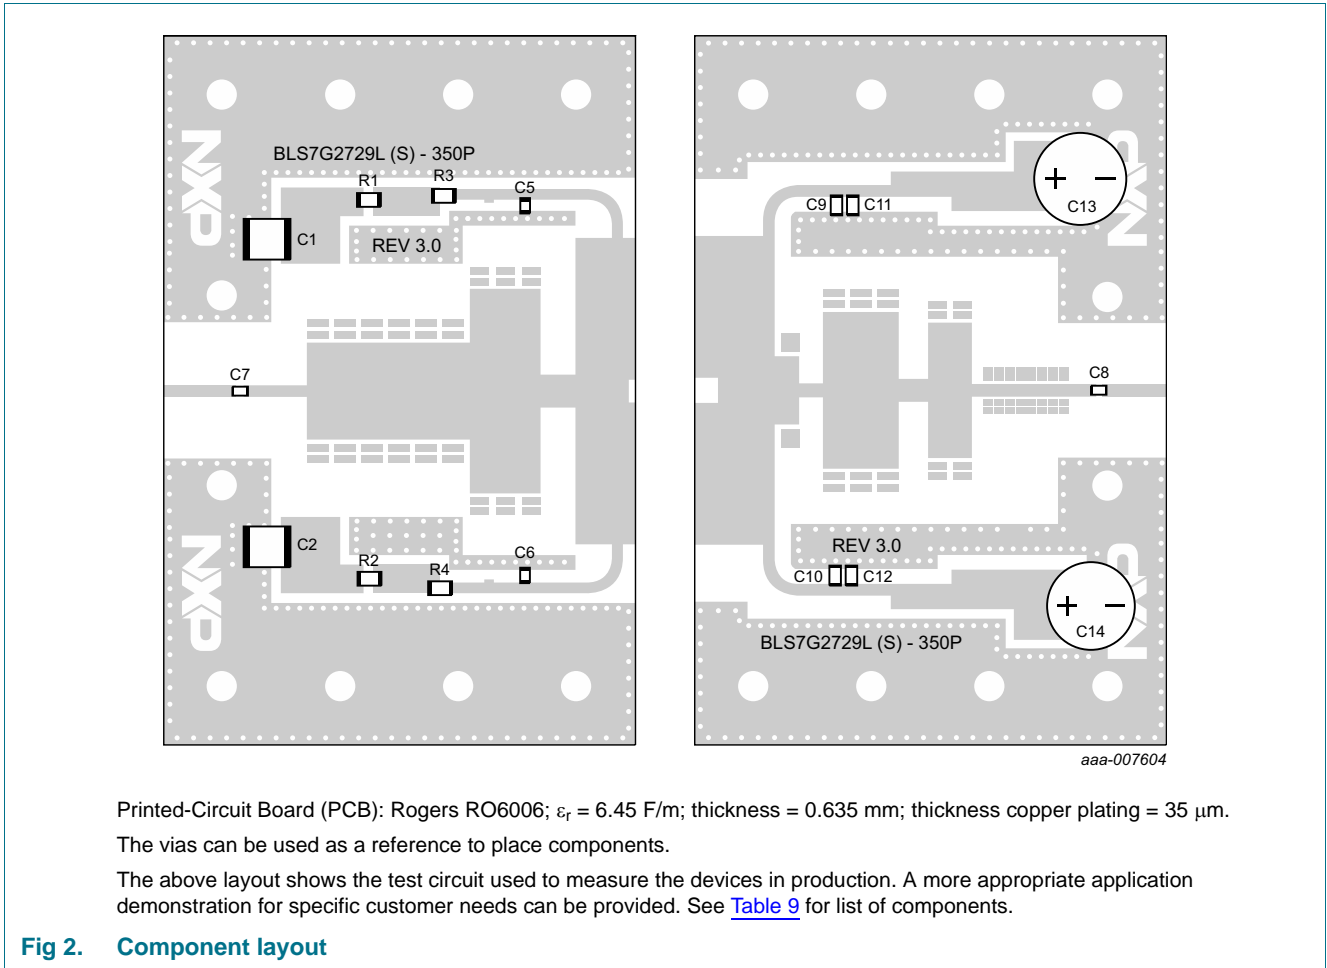 NXP
BLS7G2729L (S) - 350P
R1
R3
C5
C1
REV 3.0
C7
C2
R2
R4
C6
NXP
NXP
C9
C11
+ −
C13
C8
REV 3.0
C10
C12
+ −
C14
BLS7G2729L (S) - 350P
NXP
aaa-007604
Printed-Circuit Board (PCB): Rogers RO6006; εr = 6.45 F/m; thickness = 0.635 mm; thickness copper plating = 35 μm.
The vias can be used as a reference to place components.
The above layout shows the test circuit used to measure the devices in production. A more appropriate application
demonstration for specific customer needs can be provided. See Table 9 for list of components.
Fig 2. Component layout